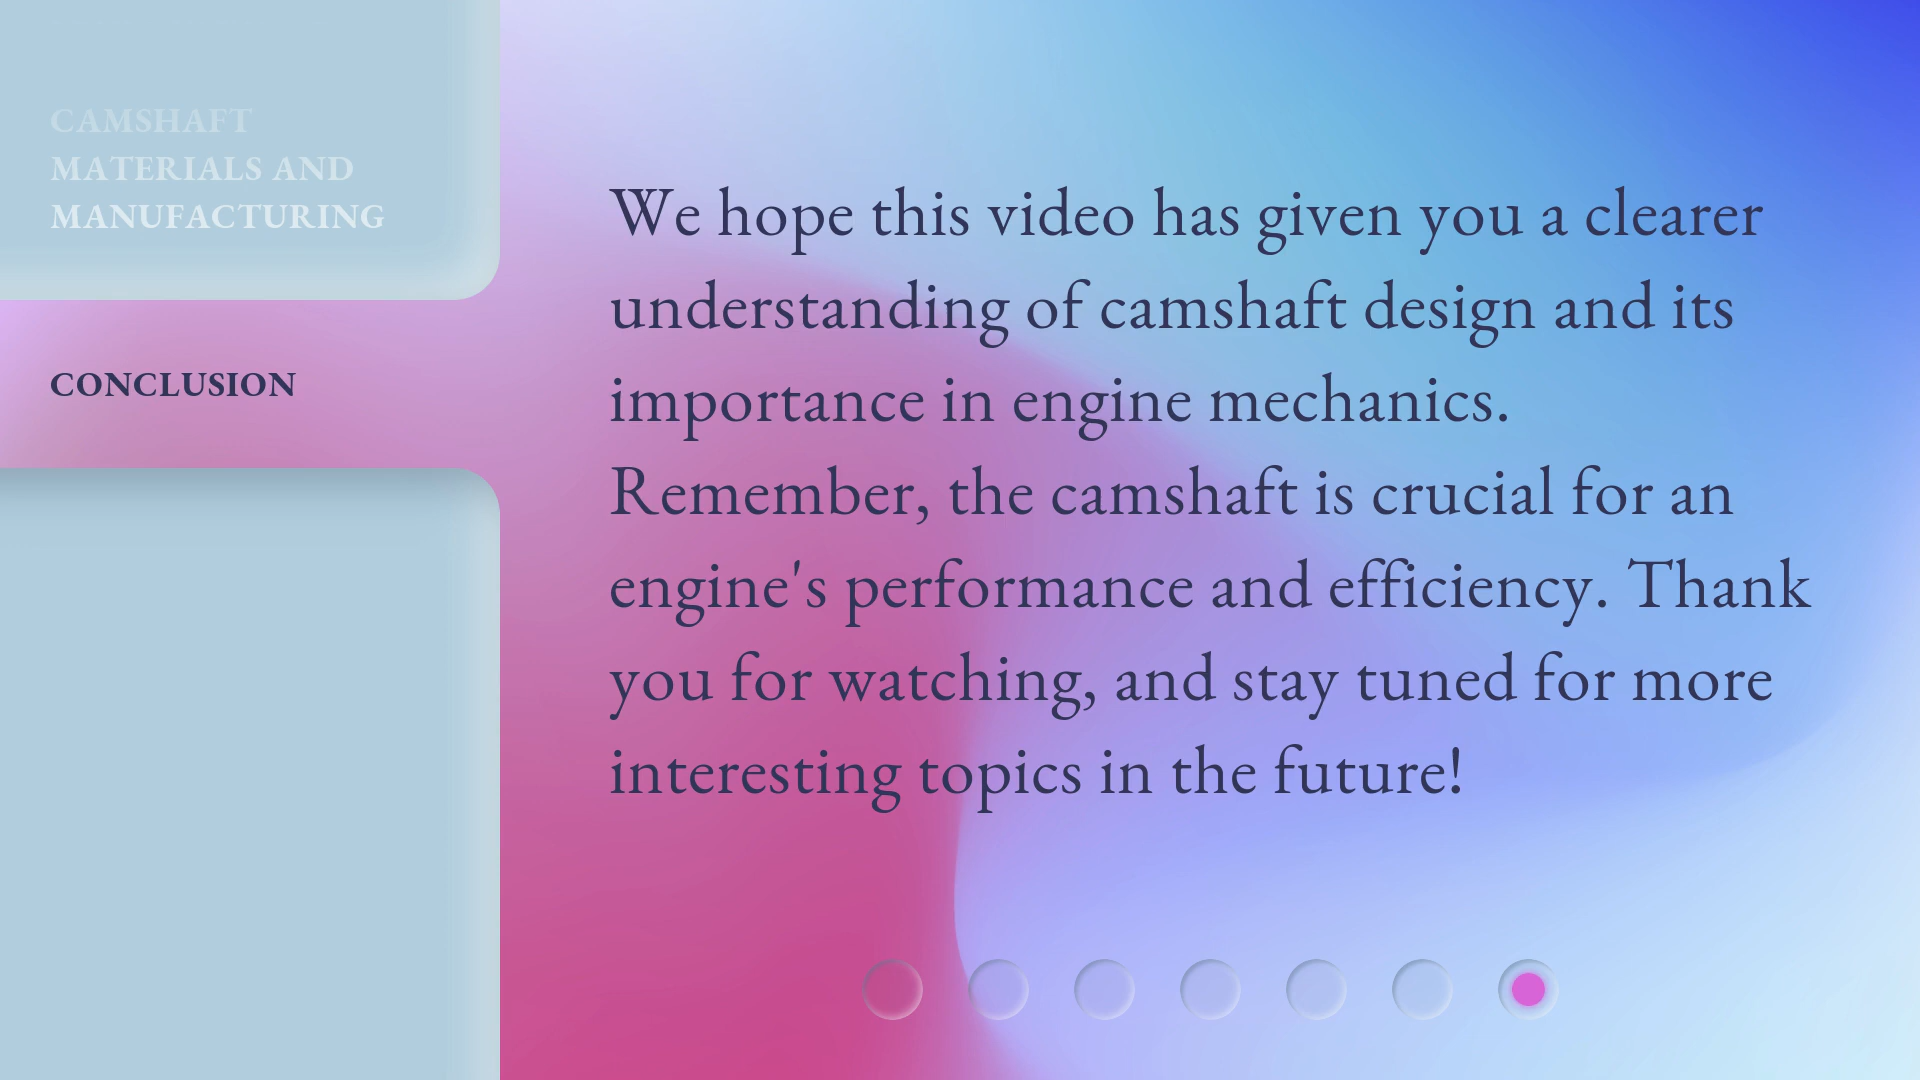 CAMSHAFT
MATERIALS AND
MANUFACTURING
CONCLUSION
We hope this video has given you a clearer
understanding of camshaft design and its
importance in engine mechanics.
Remember, the camshaft is crucial for an
engine's performance and efficiency. Thank
you for watching, and stay tuned for more
interesting topics in the future!